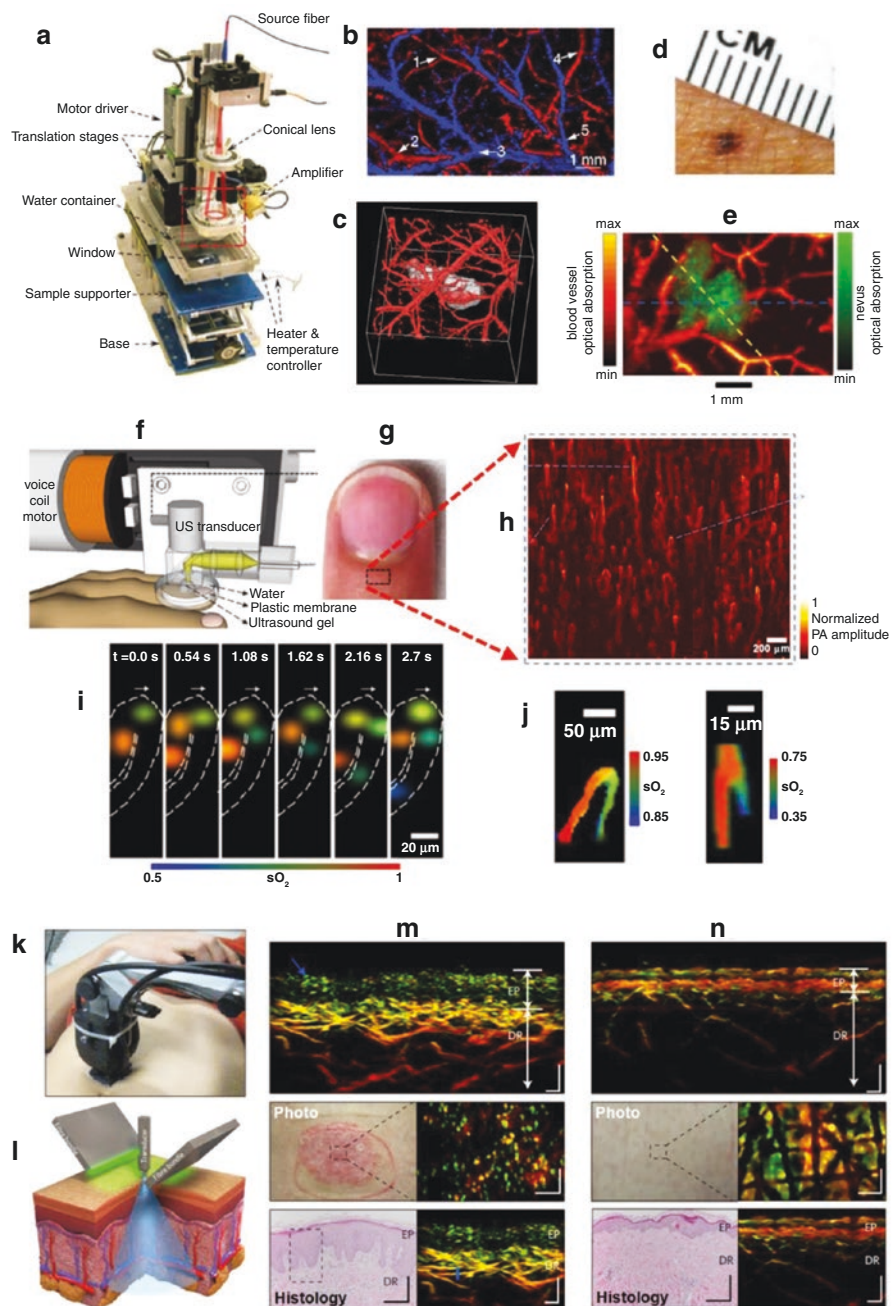 a
Source fiber
Motor driver
Translation stages
Conical lens
Amplifier
Water container
Window
Sample supporter
Base
Heater &
temperature
controller
b
1
4
2
3
5
1 mm
c
d
CM
e
max
blood vessel
optical absorption
min
max
nevus
optical absorption
min
1 mm
f
voice
coil
motor
US transducer
Water
Plastic membrane
Ultrasound gel
g
h
1
Normalized
PA amplitude
0
200 µm
i
t =0.0 s
0.54 s
1.08 s
1.62 s
2.16 s
2.7 s
20 µm
0.5
sO₂
1
j
50 µm
0.95
sO₂
0.85
15 µm
0.75
sO₂
0.35
k
l
Transducer
m
EP
DR
Photo
EP
DR
Histology
EP
DR
n
EP
DR
Photo
EP
DR
Histology
EP
DR